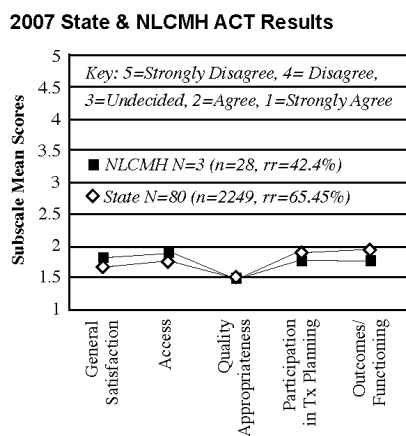 2007 State & NLCMH ACT Results
Subscale Mean Scores
5
4.5
4
3.5
3
2.5
2
1.5
1
Key: 5=Strongly Disagree, 4= Disagree,
3=Undecided, 2=Agree, 1=Strongly Agree
NLCMH N=3 (n=28, rr=42.4%)
State N=80 (n=2249, rr=65.45%)
General
Satisfaction
Access
Quality
Appropriateness
Participation
in Tx Planning
Outcomes/
Functioning